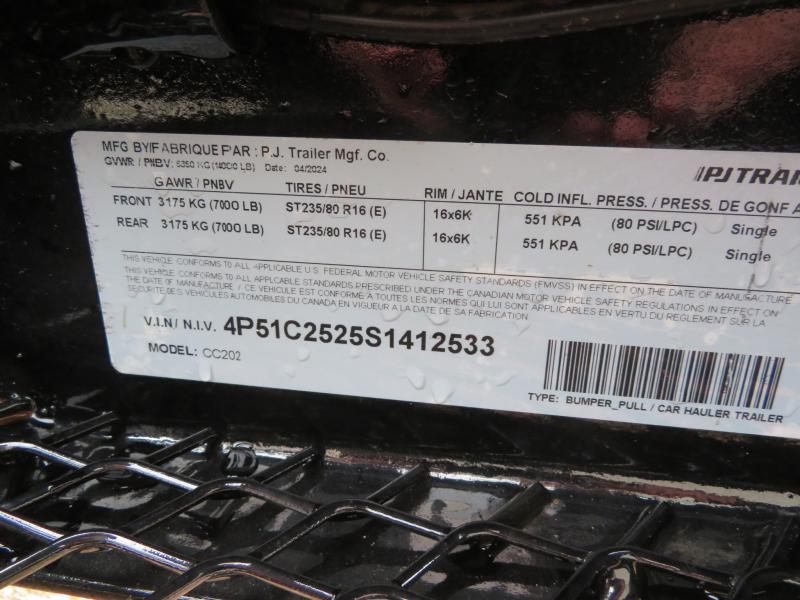 MFG BY/FABRIQUE PAR : P.J. Trailer Mfg. Co.
GVWR / PNBV: 6350 KG (14000 LB) Date: 04/2024
PJ TRAI
GAWR / PNBV TIRES / PNEU RIM / JANTE COLD INFL. PRESS. / PRESS. DE GONF A
FRONT 3175 KG (7000 LB) ST235/80 R16 (E) 16x6K 551 KPA (80 PSI/LPC) Single
REAR 3175 KG (7000 LB) ST235/80 R16 (E) 16x6K 551 KPA (80 PSI/LPC) Single
THIS VEHICLE CONFORMS TO ALL APPLICABLE U.S. FEDERAL MOTOR VEHICLE SAFETY STANDARDS (FMVSS) IN EFFECT ON THE DATE OF MANUFACTURE
THIS VEHICLE CONFORMS TO ALL APPLICABLE STANDARDS PRESCRIBED UNDER THE CANADIAN MOTOR VEHICLE SAFETY REGULATIONS IN EFFECT ON
THE DATE OF MANUFACTURE / CE VEHICULE EST CONFORME A TOUTES LES NORMES QUI LUI SONT APPLICABLES EN VERTU DU REGLEMENT SUR LA
SECURITE DES VEHICULES AUTOMOBILES DU CANADA EN VIGUEUR A LA DATE DE SA FABRICATION
V.I.N / N.I.V. 4P51C2525S1412533
MODEL: CC202
TYPE: BUMPER_PULL / CAR HAULER TRAILER